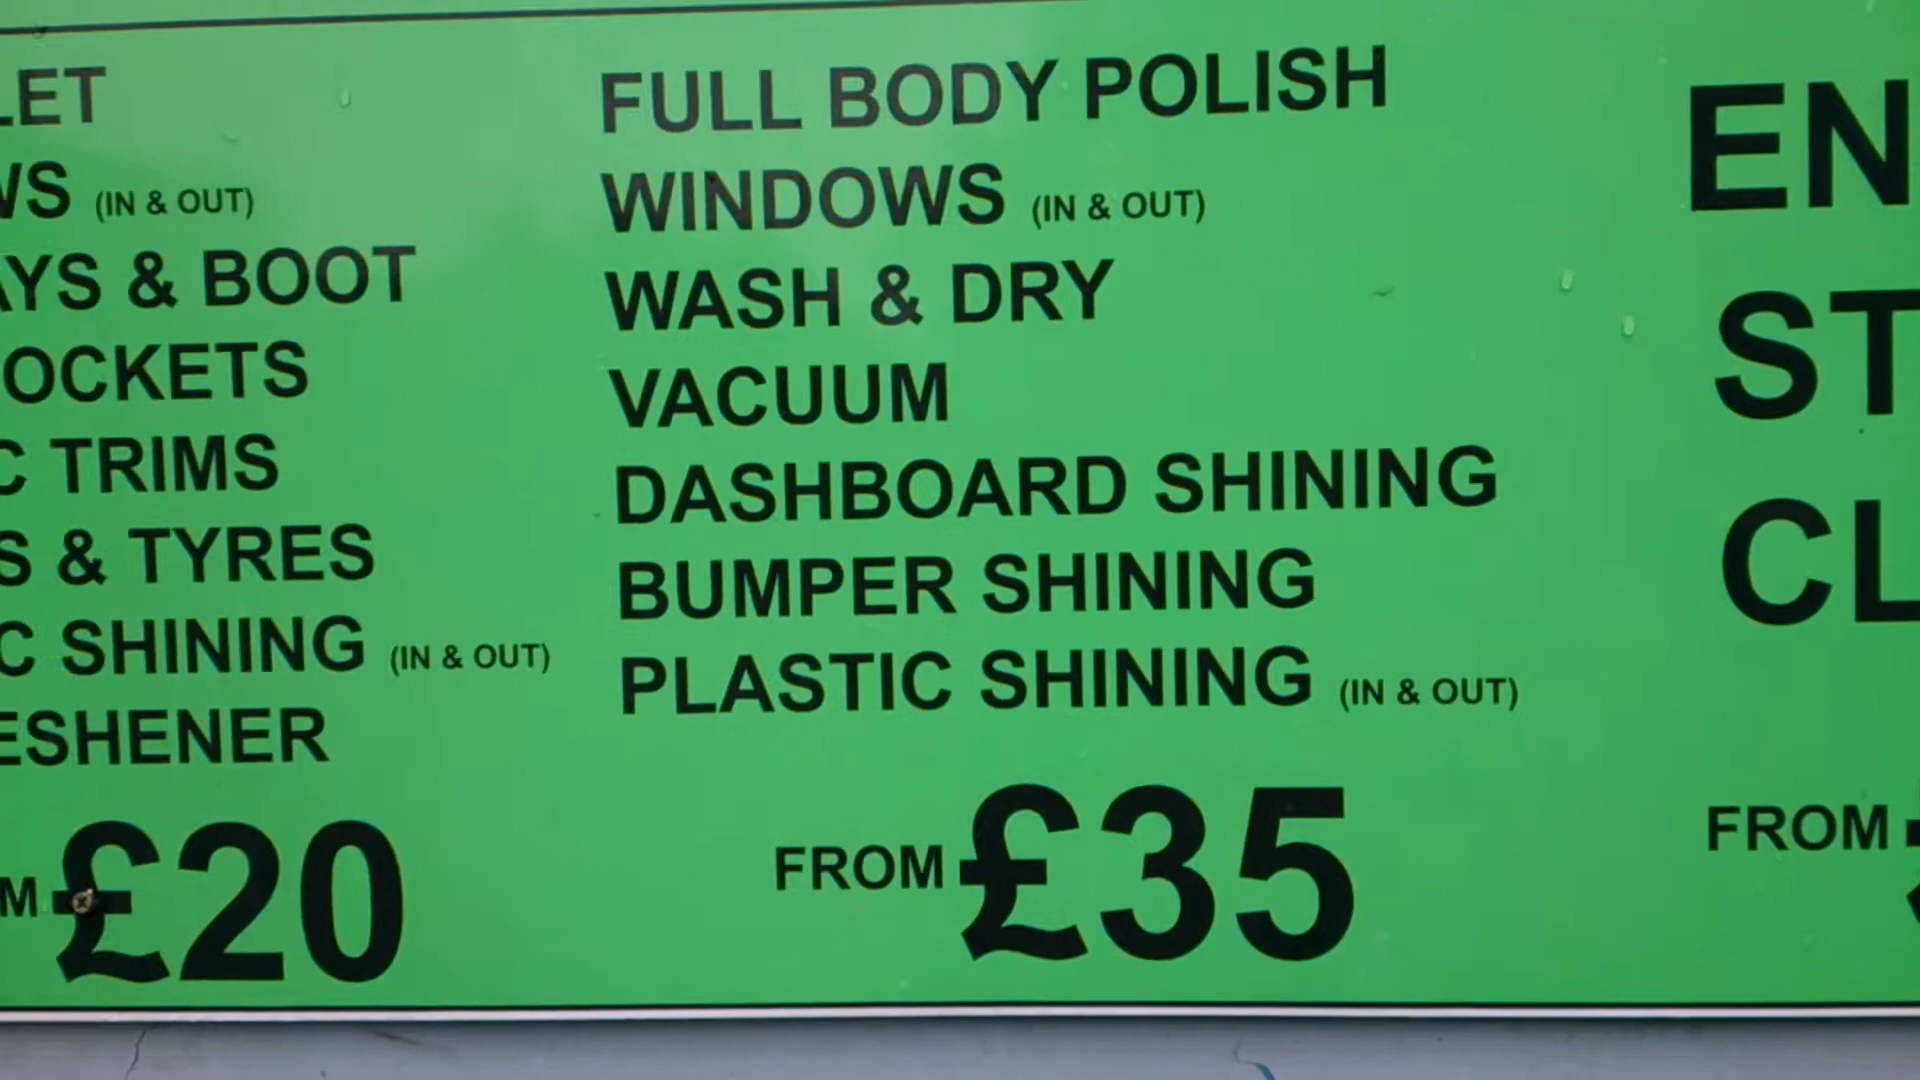 LET
WS (IN & OUT)
AYS & BOOT
OCKETS
C TRIMS
S & TYRES
C SHINING (IN & OUT)
ESHENER
M £20
FULL BODY POLISH
WINDOWS (IN & OUT)
WASH & DRY
VACUUM
DASHBOARD SHINING
BUMPER SHINING
PLASTIC SHINING (IN & OUT)
FROM £35
EN
ST
CL
FROM